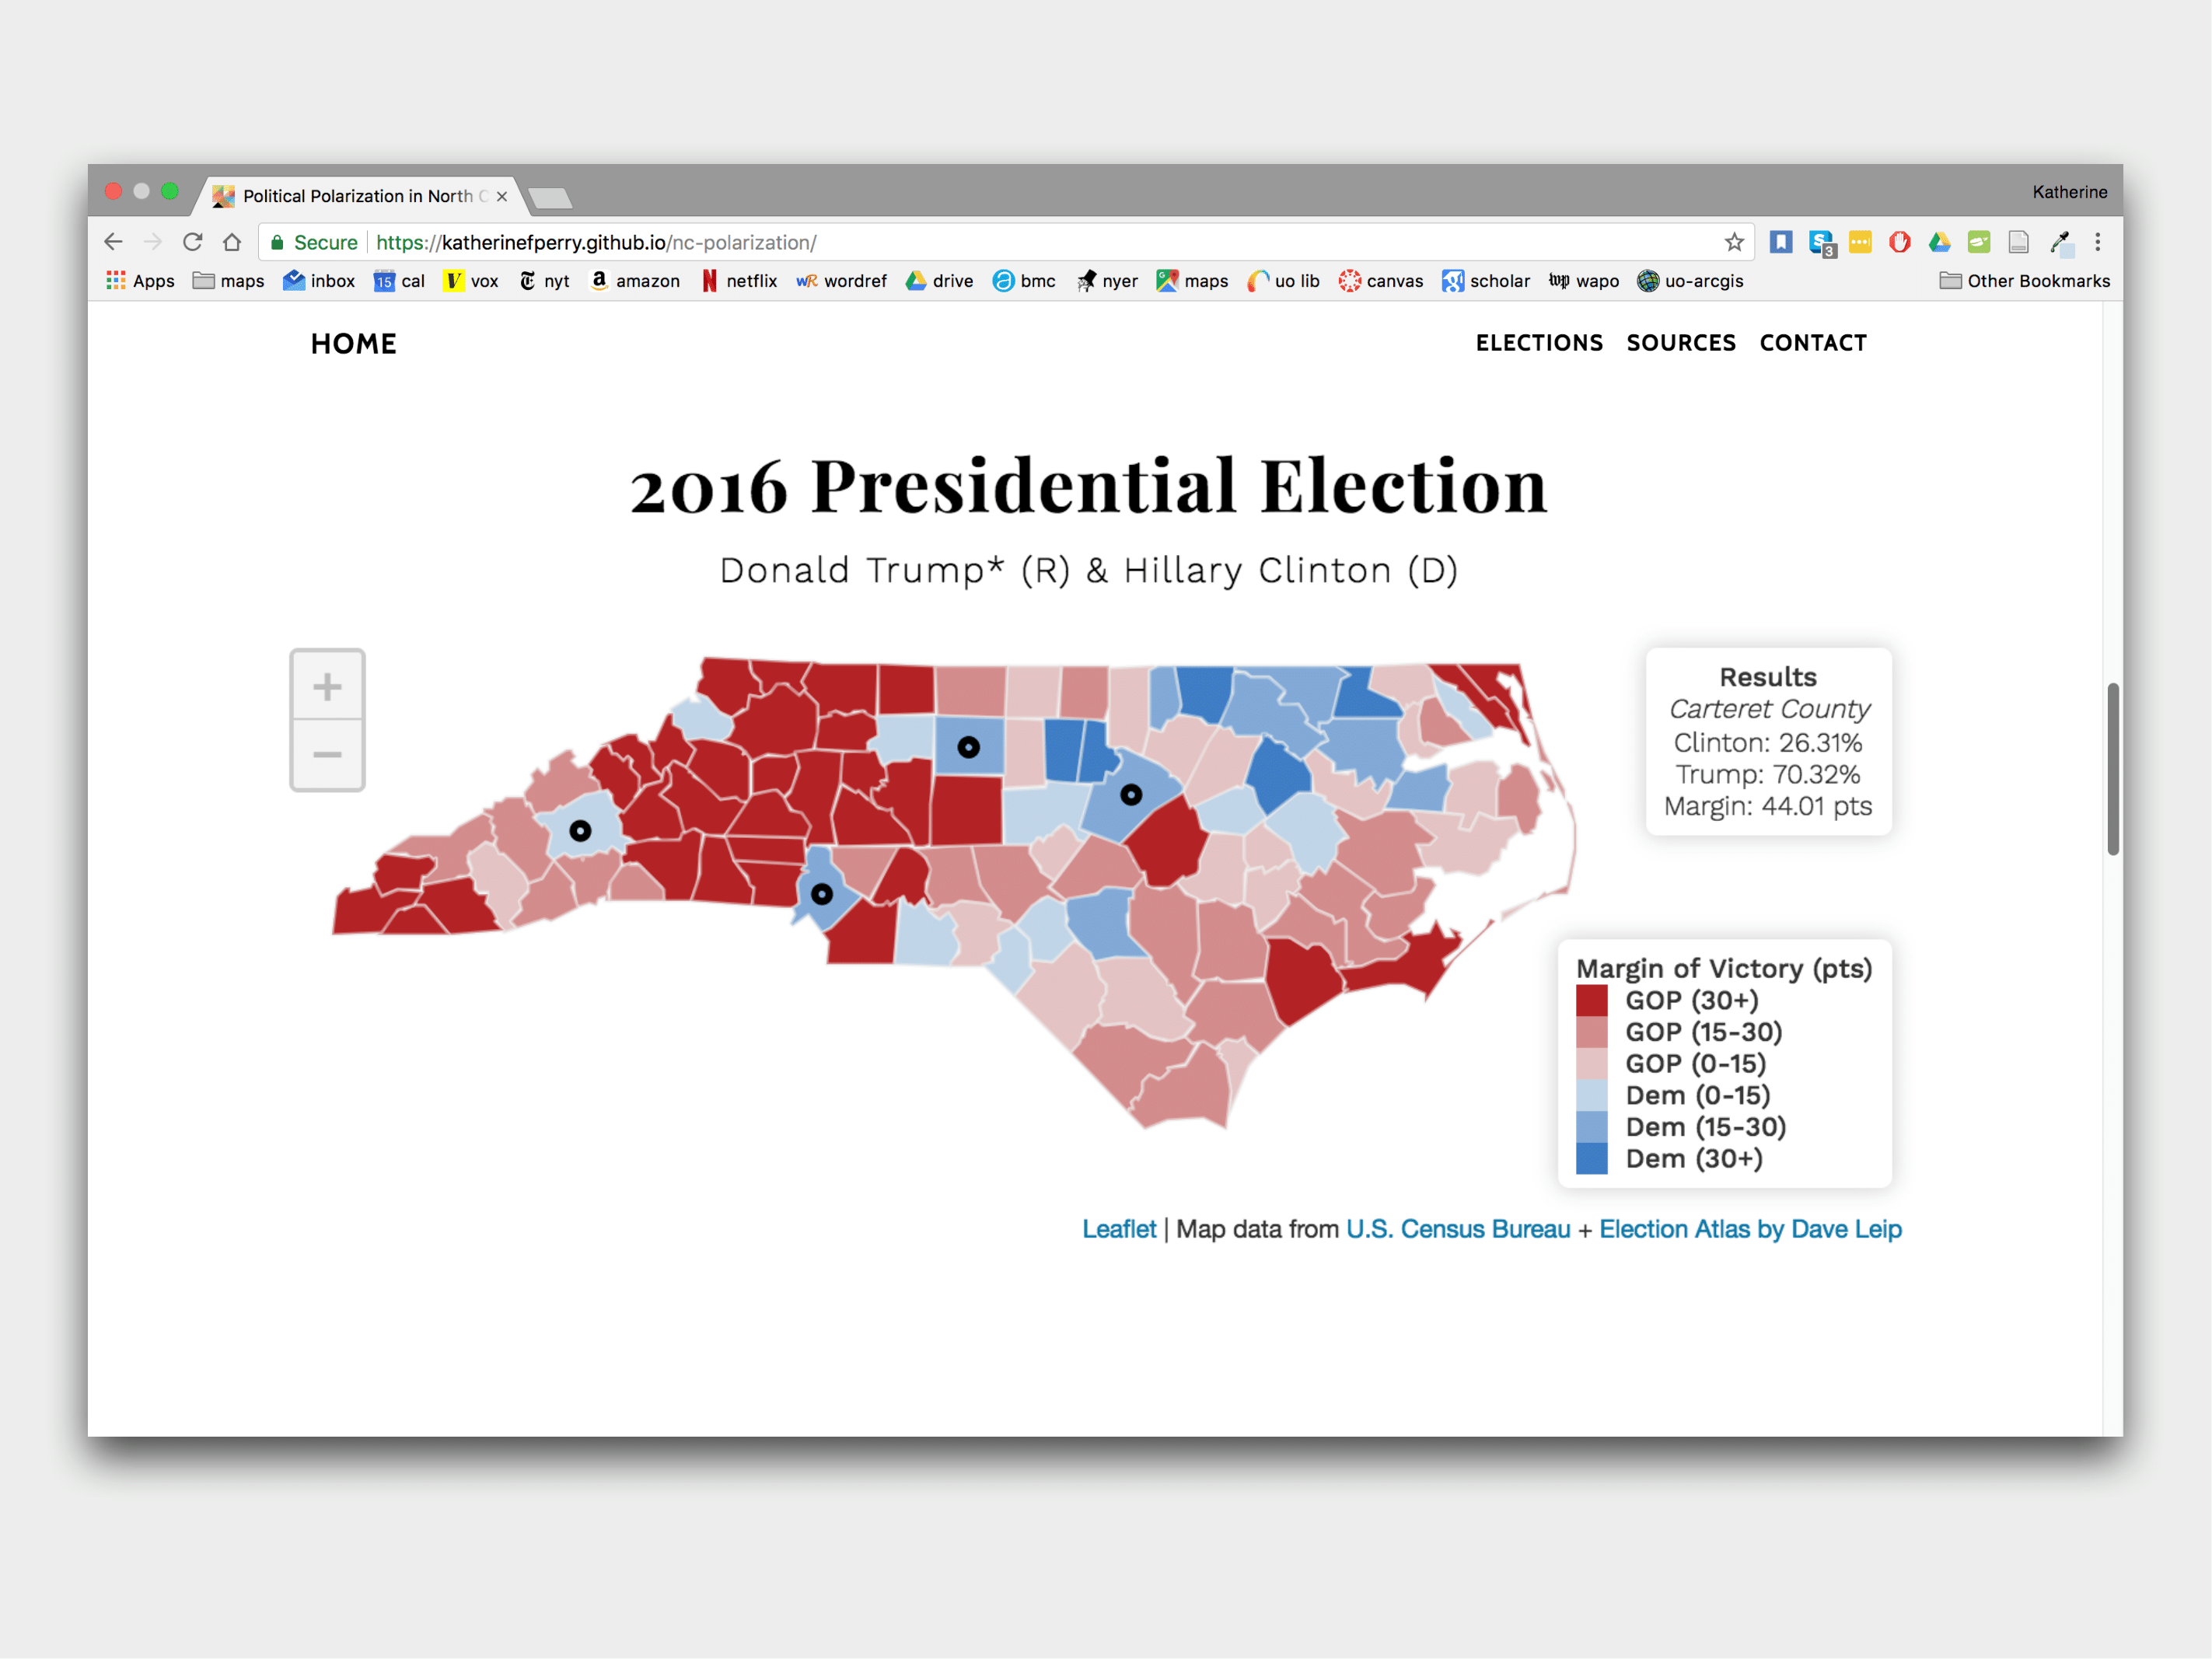 Political Polarization in North C
Katherine
Secure https://katherinefperry.github.io/nc-polarization/
S 3
Apps maps inbox 15 cal V vox nyt a amazon N netflix wR wordref drive bmc nyer maps uo lib canvas scholar wp wapo uo-arcgis Other Bookmarks
HOME ELECTIONS SOURCES CONTACT
2016 Presidential Election
Donald Trump* (R) & Hillary Clinton (D)
+
−
Results
Carteret County
Clinton: 26.31%
Trump: 70.32%
Margin: 44.01 pts
Margin of Victory (pts)
GOP (30+)
GOP (15-30)
GOP (0-15)
Dem (0-15)
Dem (15-30)
Dem (30+)
Leaflet | Map data from U.S. Census Bureau + Election Atlas by Dave Leip